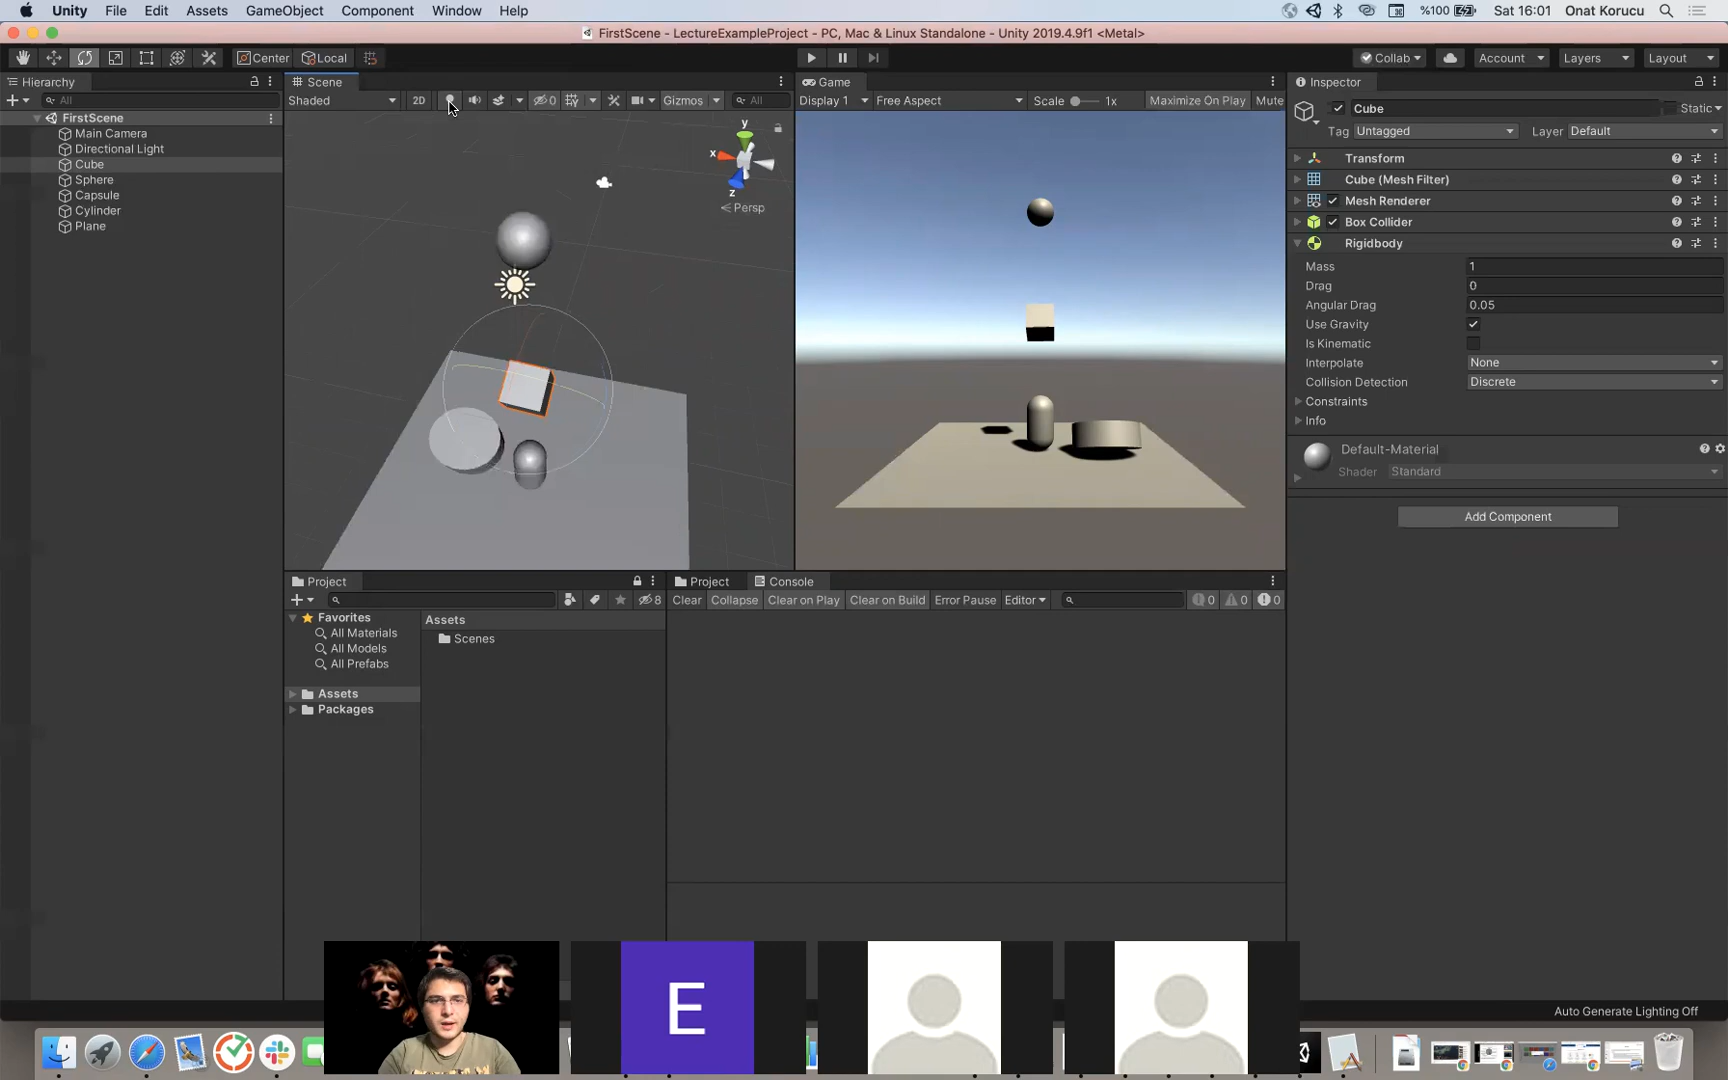 Unity File Edit Assets GameObject Component Window Help %100 Sat 16:01 Onat Korucu
FirstScene - LectureExampleProject - PC, Mac & Linux Standalone - Unity 2019.4.9f1 <Metal>
Center Local Collab Account Layers Layout
Hierarchy Scene Game Inspector
All Shaded 2D 0 Gizmos All Display 1 Free Aspect Scale 1x Maximize On Play Mute
FirstScene
Main Camera
Directional Light
Cube
Sphere
Capsule
Cylinder
Plane
y
x
z
Persp
Cube Static
Tag Untagged Layer Default
Transform
Cube (Mesh Filter)
Mesh Renderer
Box Collider
Rigidbody
Mass 1
Drag 0
Angular Drag 0.05
Use Gravity
Is Kinematic
Interpolate None
Collision Detection Discrete
Constraints
Info
Default-Material
Shader Standard
Add Component
Project Project Console
8 Clear Collapse Clear on Play Clear on Build Error Pause Editor 0 0 0
Favorites
All Materials
All Models
All Prefabs
Assets
Packages
Assets
Scenes
E
Auto Generate Lighting Off